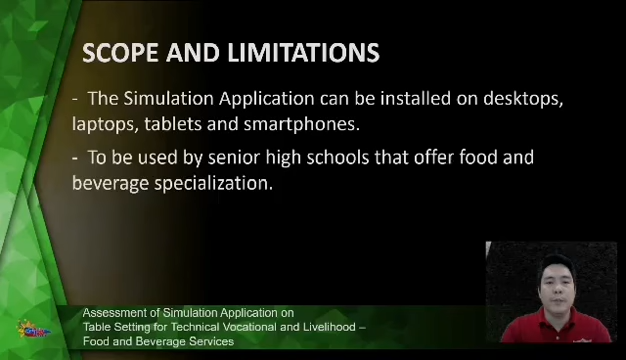 SCOPE AND LIMITATIONS
- The Simulation Application can be installed on desktops,
laptops, tablets and smartphones.
- To be used by senior high schools that offer food and
beverage specialization.
Assessment of Simulation Application on
Table Setting for Technical Vocational and Livelihood –
Food and Beverage Services